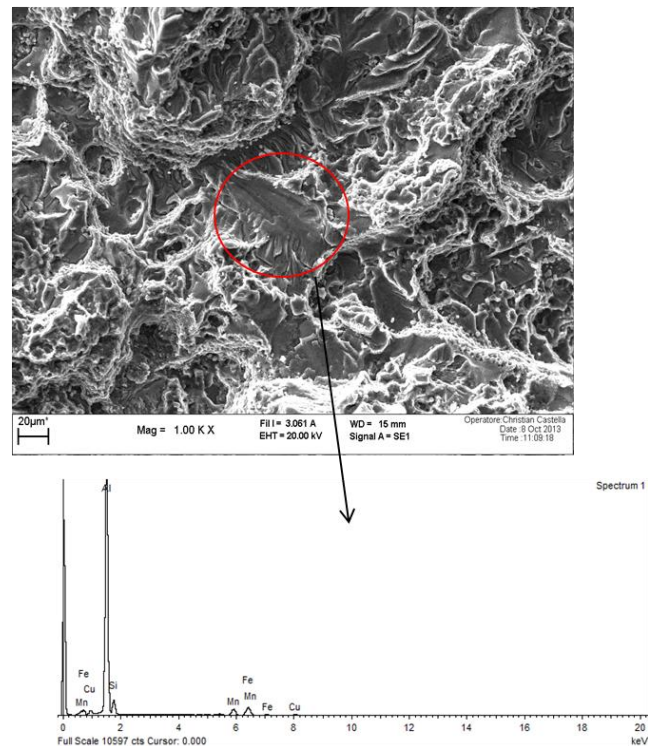 20µm*
Mag = 1.00 K X
Fil I = 3.061 A
EHT = 20.00 kV
WD = 15 mm
Signal A = SE1
Operatore:Christian Castella
Date :8 Oct 2013
Time :11:09:18
Spectrum 1
Al
Fe
Cu
Mn
Si
Fe
Mn
Mn
Fe
Cu
0 2 4 6 8 10 12 14 16 18 20
Full Scale 10597 cts Cursor: 0.000
keV